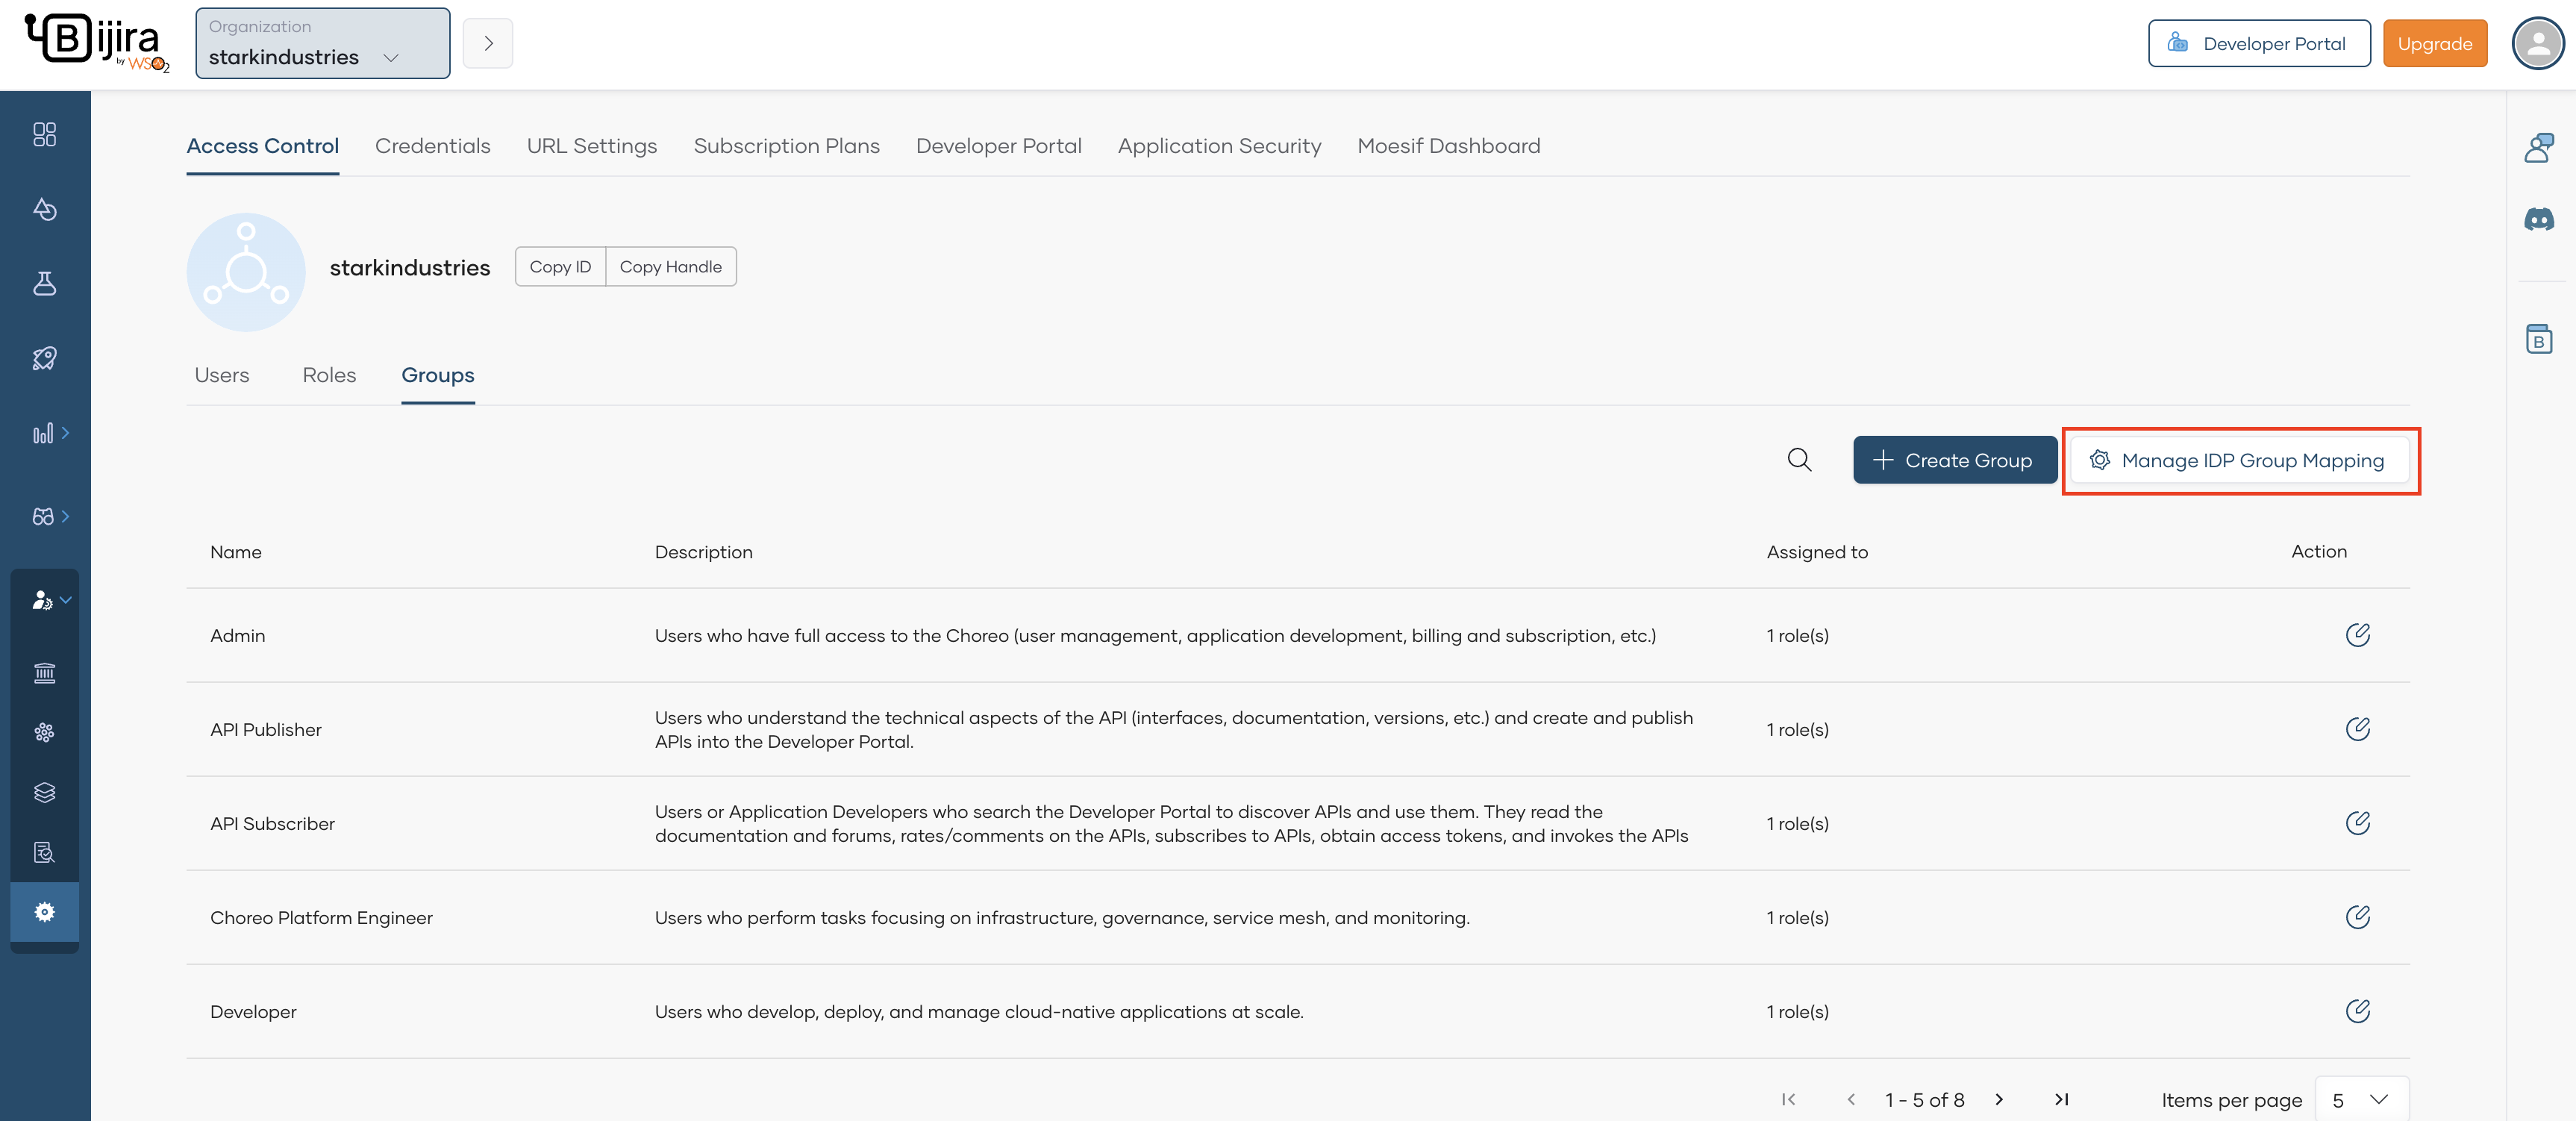 Bijira
by WSO2
Organization
starkindustries
Developer Portal
Upgrade
Access Control
Credentials
URL Settings
Subscription Plans
Developer Portal
Application Security
Moesif Dashboard
starkindustries
Copy ID
Copy Handle
Users
Roles
Groups
Create Group
Manage IDP Group Mapping
B
Name
Description
Assigned to
Action
Admin
Users who have full access to the Choreo (user management, application development, billing and subscription, etc.)
1 role(s)
API Publisher
Users who understand the technical aspects of the API (interfaces, documentation, versions, etc.) and create and publish
APIs into the Developer Portal.
1 role(s)
API Subscriber
Users or Application Developers who search the Developer Portal to discover APIs and use them. They read the
documentation and forums, rates/comments on the APIs, subscribes to APIs, obtain access tokens, and invokes the APIs
1 role(s)
Choreo Platform Engineer
Users who perform tasks focusing on infrastructure, governance, service mesh, and monitoring.
1 role(s)
Developer
Users who develop, deploy, and manage cloud-native applications at scale.
1 role(s)
1 - 5 of 8
Items per page
5